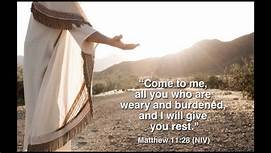 "Come to me,
all you who are
weary and burdened,
and I will give
you rest."
Matthew 11:28 (NIV)